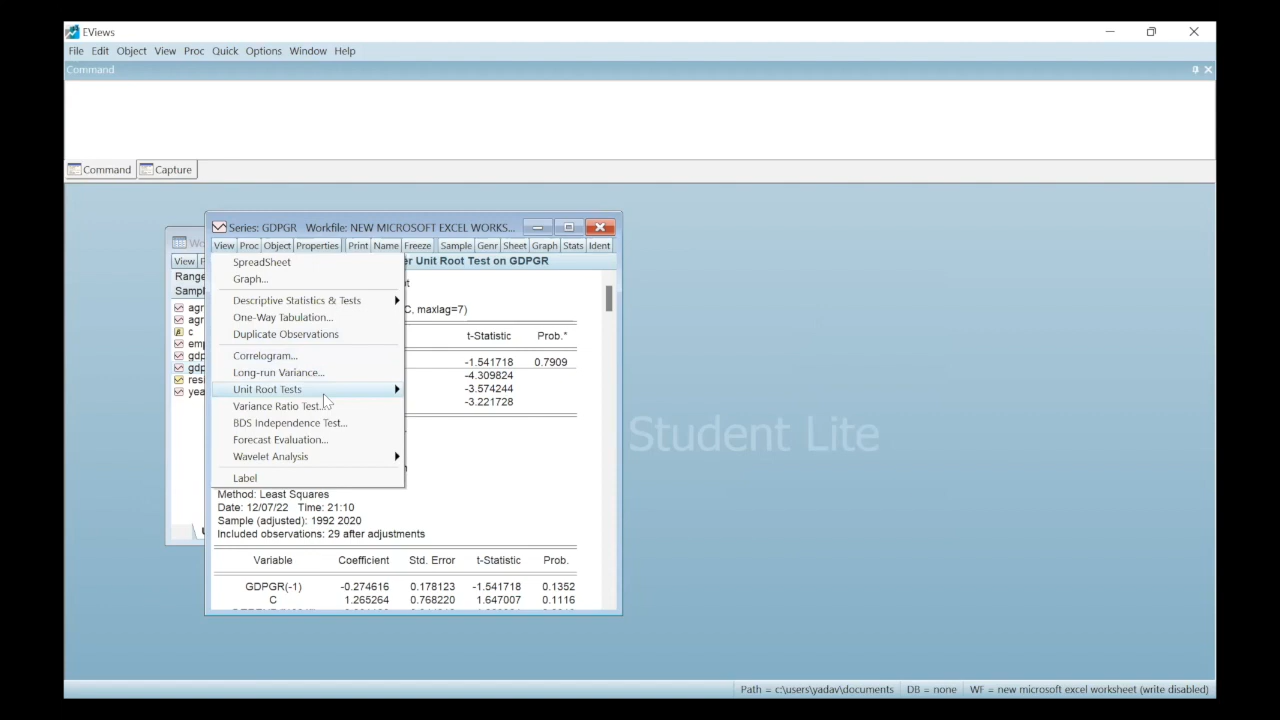 EViews
File Edit Object View Proc Quick Options Window Help
Command
Command Capture
Series: GDPGR Workfile: NEW MICROSOFT EXCEL WORKS...
View Proc Object Properties Print Name Freeze Sample Genr Sheet Graph Stats Ident
View
Unit Root Test on GDPGR
Range
Sampl
SpreadSheet
Graph...
Descriptive Statistics & Tests
One-Way Tabulation...
Duplicate Observations
Correlogram...
Long-run Variance...
Unit Root Tests
Variance Ratio Test...
BDS Independence Test...
Forecast Evaluation...
Wavelet Analysis
Label
C, maxlag=7)
t-Statistic Prob.*
-1.541718 0.7909
-4.309824
-3.574244
-3.221728
agr
agr
c
emp
gdp
gdp
resi
yea
Student Lite
Method: Least Squares
Date: 12/07/22 Time: 21:10
Sample (adjusted): 1992 2020
Included observations: 29 after adjustments
Variable Coefficient Std. Error t-Statistic Prob.
GDPGR(-1) -0.274616 0.178123 -1.541718 0.1352
C 1.265264 0.768220 1.647007 0.1116
Path = c:\users\yadav\documents DB = none WF = new microsoft excel worksheet (write disabled)